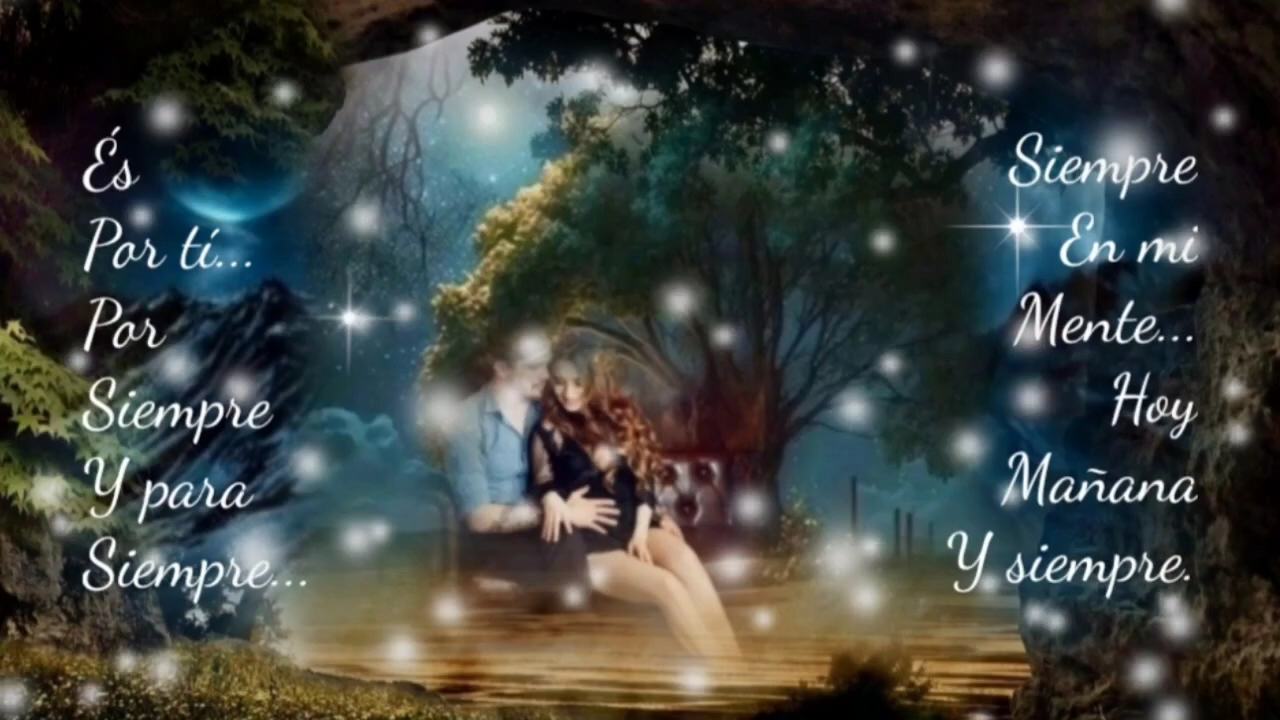 És
Por tí...
Por
Siempre
Y para
Siempre...
Siempre
En mi
Mente...
Hoy
Mañana
Y siempre.